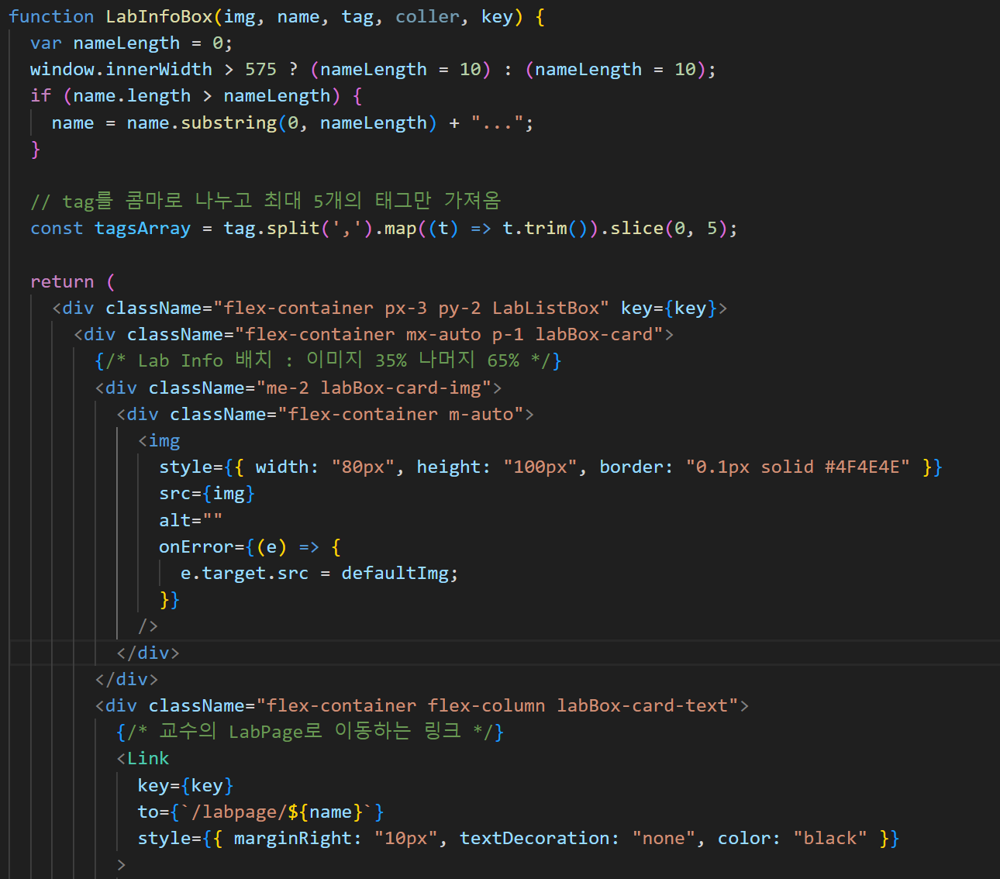 function LabInfoBox(img, name, tag, coller, key) {
var nameLength = 0;
window.innerWidth > 575 ? (nameLength = 10) : (nameLength = 10);
if (name.length > nameLength) {
name = name.substring(0, nameLength) + "...";
}
// tag를 콤마로 나누고 최대 5개의 태그만 가져옴
const tagsArray = tag.split(',').map((t) => t.trim()).slice(0, 5);
return (
<div className="flex-container px-3 py-2 LabListBox" key={key}>
<div className="flex-container mx-auto p-1 labBox-card">
{/* Lab Info 배치 : 이미지 35% 나머지 65% */}
<div className="me-2 labBox-card-img">
<div className="flex-container m-auto">
<img
style={{ width: "80px", height: "100px", border: "0.1px solid #4F4E4E" }}
src={img}
alt=""
onError={(e) => {
e.target.src = defaultImg;
}}
/>
</div>
</div>
<div className="flex-container flex-column labBox-card-text">
{/* 교수의 LabPage로 이동하는 링크 */}
<Link
key={key}
to={`/labpage/${name}`}
style={{ marginRight: "10px", textDecoration: "none", color: "black" }}
>